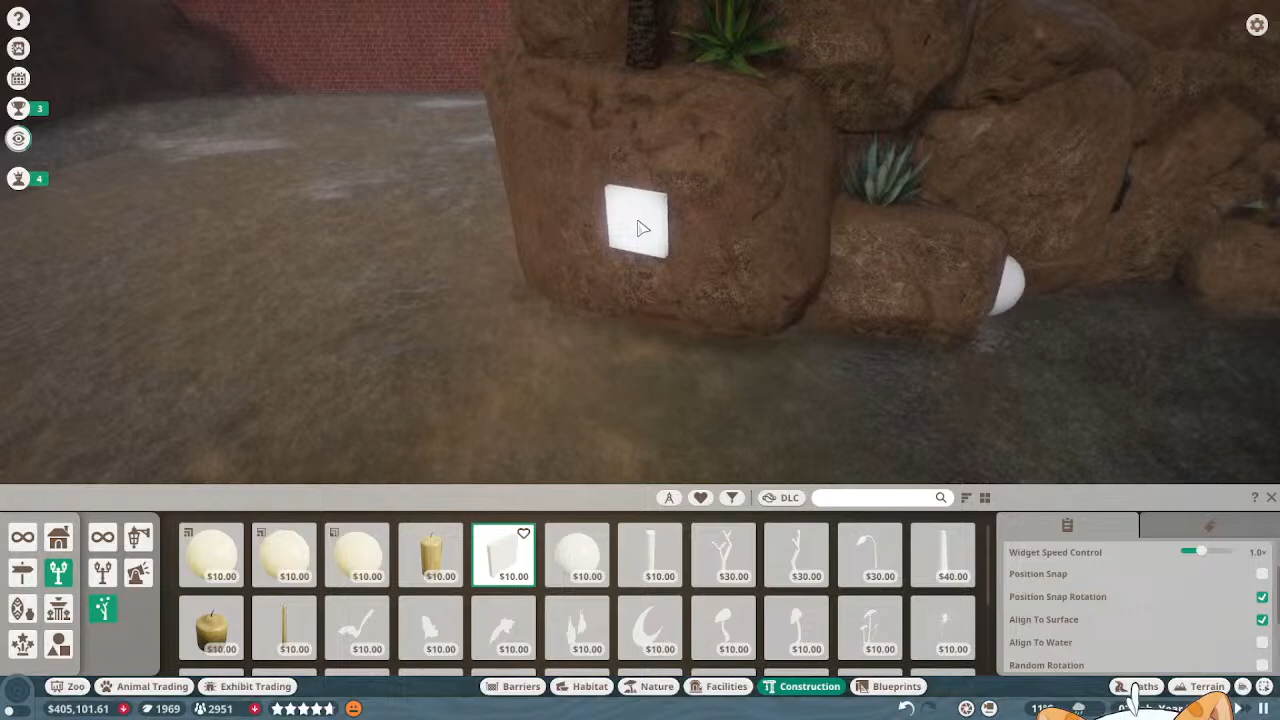 ?
3
4
DLC
?
$10.00 $10.00 $10.00 $10.00 $10.00 $10.00 $10.00 $30.00 $30.00 $30.00 $40.00
$10.00 $10.00 $10.00 $10.00 $10.00 $10.00 $10.00 $10.00 $10.00 $10.00 $10.00
Widget Speed Control 1.0×
Position Snap
Position Snap Rotation
Align To Surface
Align To Water
Random Rotation
Zoo Animal Trading Exhibit Trading Barriers Habitat Nature Facilities Construction Blueprints Terrain
$405,101.61 1969 2951